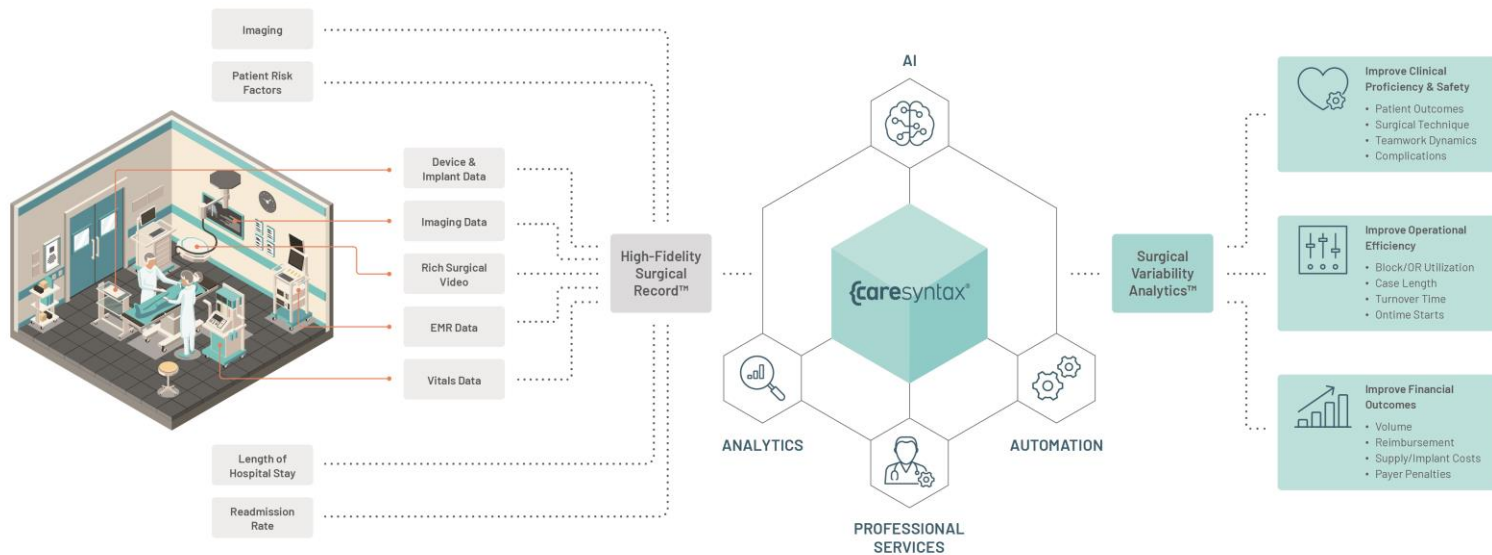 Imaging
Patient Risk
Factors
Device &
Implant Data
Imaging Data
Rich Surgical
Video
EMR Data
Vitals Data
Length of
Hospital Stay
Readmission
Rate
High-Fidelity
Surgical
Record™
AI
{caresyntax®
ANALYTICS
AUTOMATION
PROFESSIONAL
SERVICES
Surgical
Variability
Analytics™
Improve Clinical
Proficiency & Safety
• Patient Outcomes
• Surgical Technique
• Teamwork Dynamics
• Complications
Improve Operational
Efficiency
• Block/OR Utilization
• Case Length
• Turnover Time
• Ontime Starts
Improve Financial
Outcomes
• Volume
• Reimbursement
• Supply/Implant Costs
• Payer Penalties